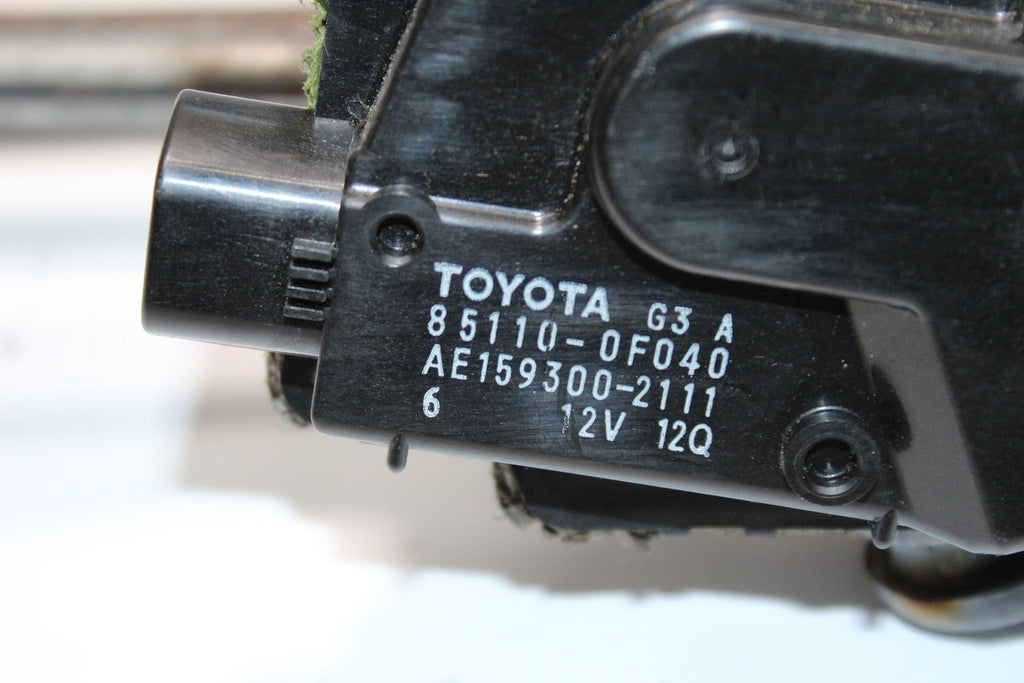 TOYOTA G3 A
85110-0F040
AE159300-2111
6 12V 12Q